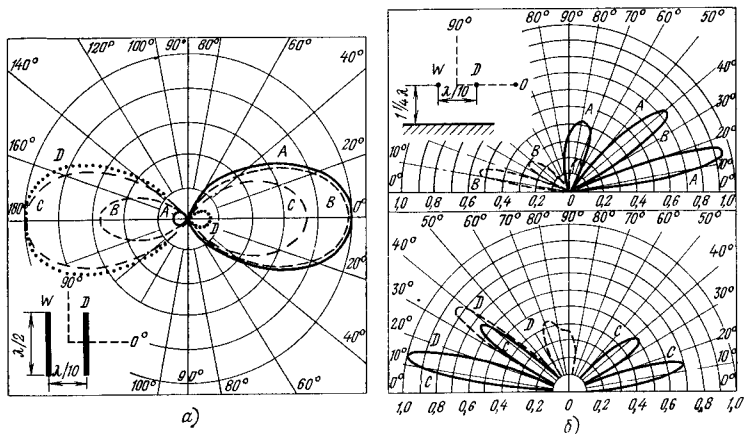 140° 120° 100° 90° 80° 60° 40°
160° 20°
180° 0°
20°
D A
C B A D C B
90°
W D
λ/2
0°
λ/10
100° 90° 80° 60° 40°
а)
80° 90° 80° 70° 60° 50°
90°
W D
0
λ/10
1¼ λ
40°
30°
20°
10° 10°
0° 0°
A A B A
B B
1,0 0,8 0,6 0,4 0,2 0 0,2 0,4 0,6 0,8 1,0
50° 60° 70° 80° 90° 80° 70° 60° 50°
40° 40°
30° 30°
20° 20°
10° 10°
0° 0°
D D C
D C C
C
1,0 0,8 0,6 0,4 0,2 0 0,2 0,4 0,6 0,8 1,0
б)